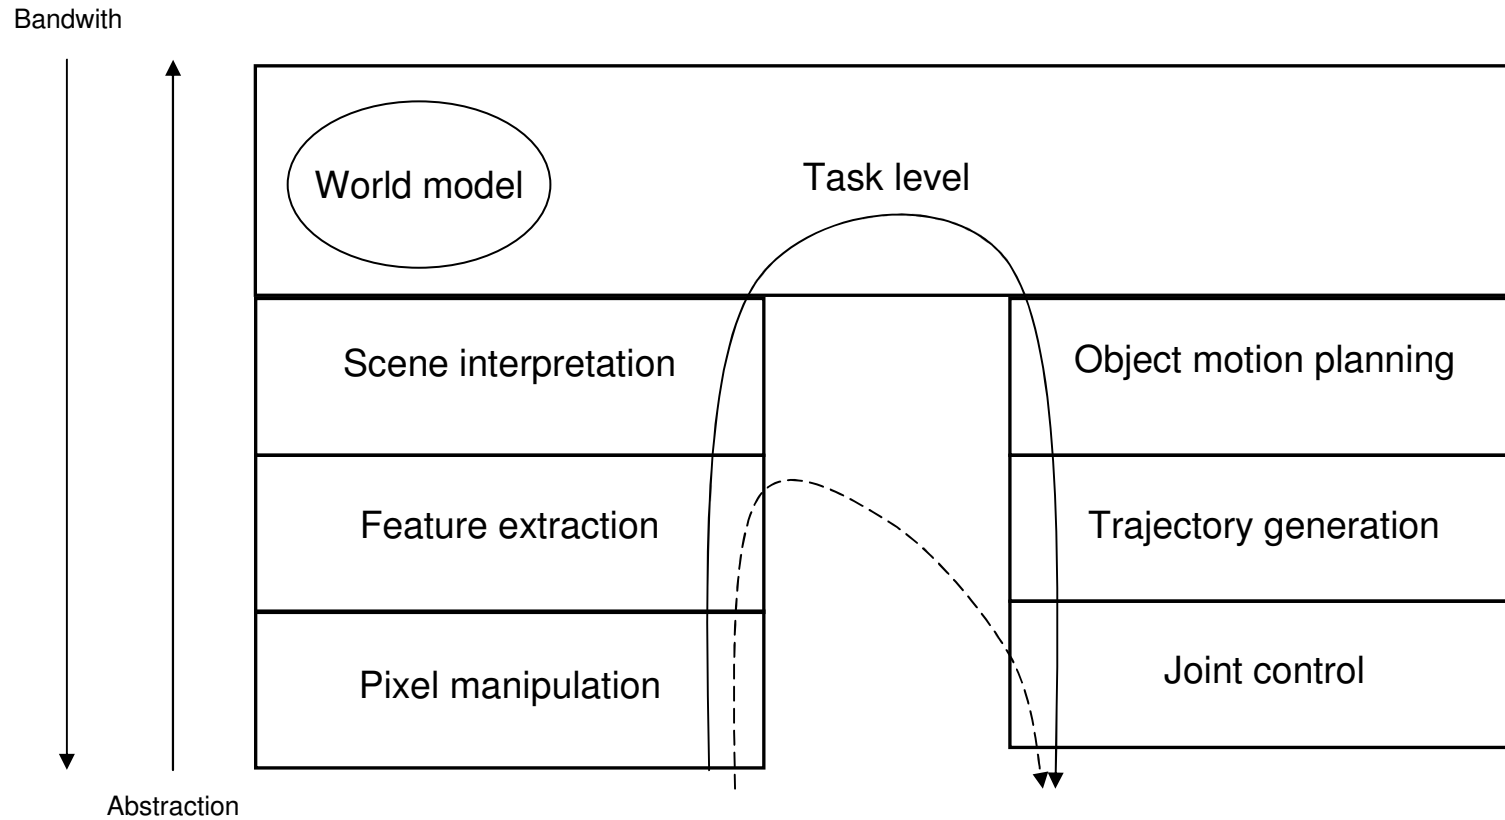 Bandwith
World model
Task level
Scene interpretation
Object motion planning
Feature extraction
Trajectory generation
Pixel manipulation
Joint control
Abstraction